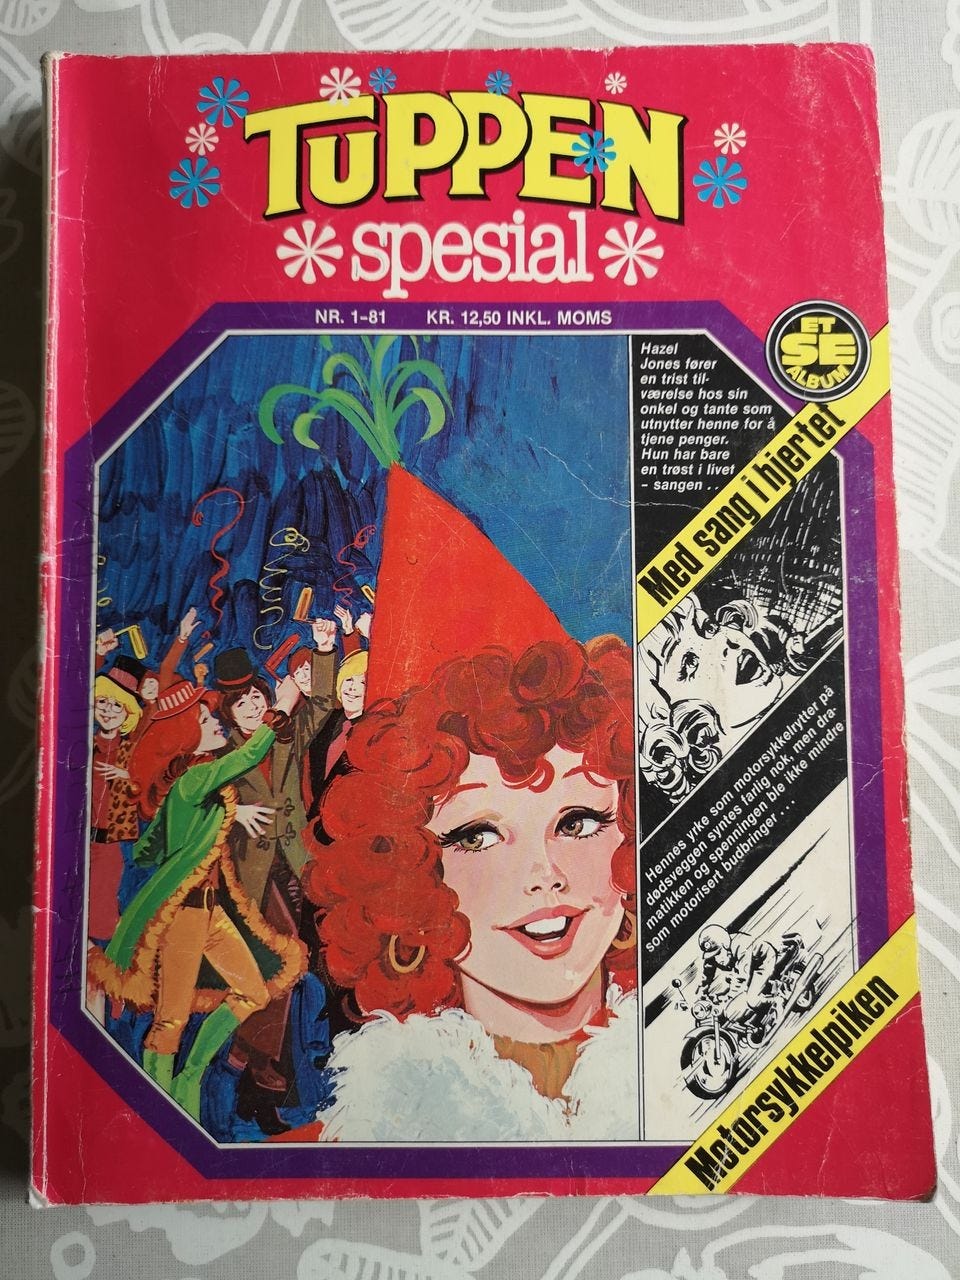 TUPPEN
spesial
NR. 1-81 KR. 12,50 INKL. MOMS
ET
SE
ALBUM
Hazel
Jones fører
en trist til-
værelse hos sin
onkel og tante som
utnytter henne for å
tjene penger.
Hun har bare
en trøst i livet
- sangen . .
Med sang i hjertet
Hennes yrke som motorsykkelrytter på
dødsveggen syntes farlig nok, men dra-
matikken og spenningen ble ikke mindre
som motorisert budbringer . . .
Motorsykkelpiken